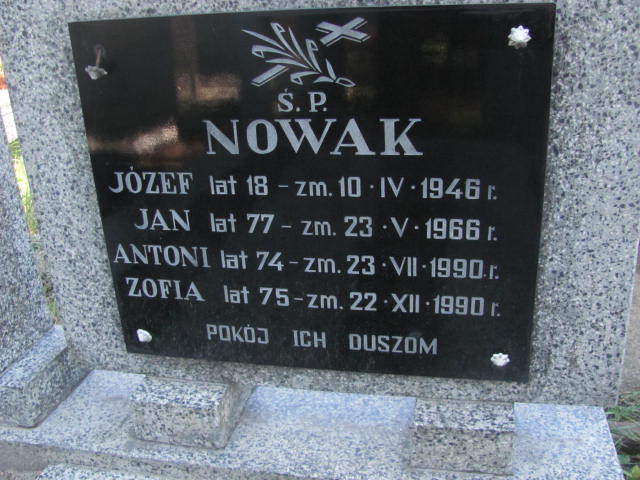 Ś. P.
NOWAK
JÓZEF lat 18 - zm. 10 · IV · 1946 r.
JAN lat 77 - zm. 23 · V · 1966 r.
ANTONI lat 74 - zm. 23 · VII · 1990 r.
ZOFIA lat 75 - zm. 22 · XII · 1990 r.
POKÓJ ICH DUSZOM